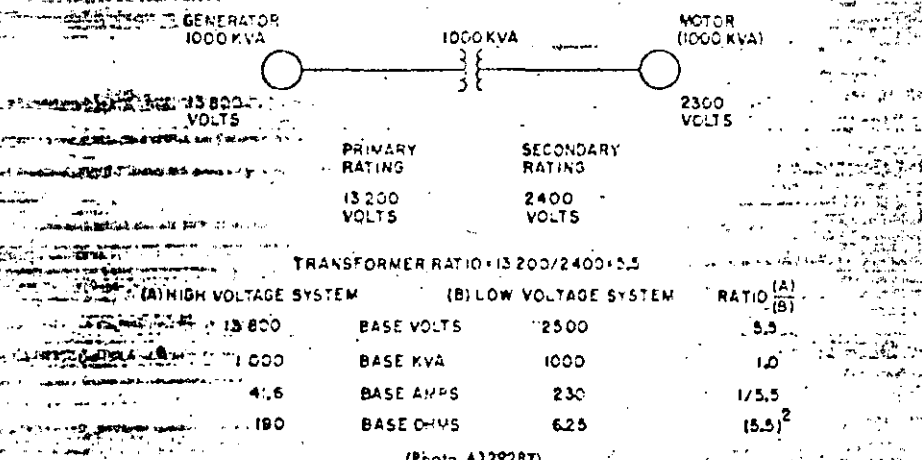 GENERATOR
1000 KVA
1000 KVA
MOTOR
(1000 KVA)
13 800
VOLTS
2300
VOLTS
PRIMARY
RATING
SECONDARY
RATING
13 200
VOLTS
2400
VOLTS
TRANSFORMER RATIO = 13 200/2400 = 5.5
(A) HIGH VOLTAGE SYSTEM (B) LOW VOLTAGE SYSTEM RATIO (A)/(B)
13 800 BASE VOLTS 2500 5.5
1 000 BASE KVA 1000 1.0
41.6 BASE AMPS 230 1/5.5
190 BASE OHMS 6.25 (5.5)²
(Photo A32928T)